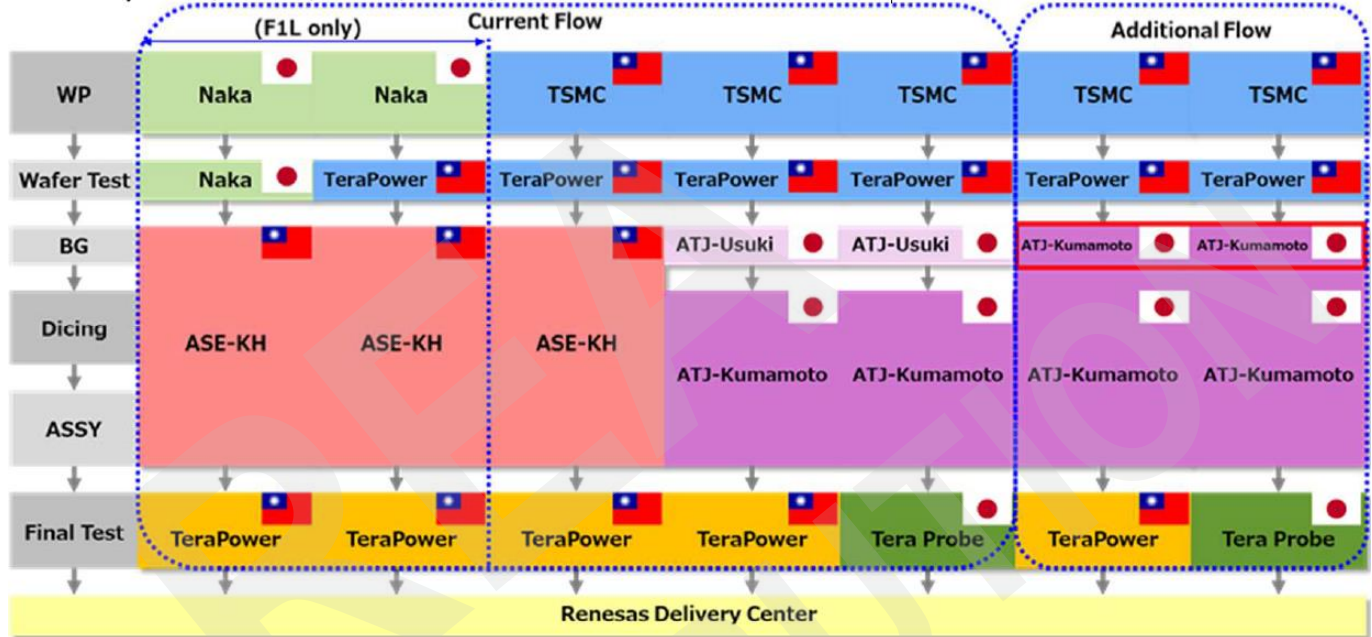 (F1L only)
Current Flow
Additional Flow
WP
Naka
Naka
TSMC
TSMC
TSMC
TSMC
TSMC
Wafer Test
Naka
TeraPower
TeraPower
TeraPower
TeraPower
TeraPower
TeraPower
BG
ATJ-Usuki
ATJ-Usuki
ATJ-Kumamoto
ATJ-Kumamoto
Dicing
ASE-KH
ASE-KH
ASE-KH
ATJ-Kumamoto
ATJ-Kumamoto
ATJ-Kumamoto
ATJ-Kumamoto
ASSY
Final Test
TeraPower
TeraPower
TeraPower
TeraPower
Tera Probe
TeraPower
Tera Probe
Renesas Delivery Center